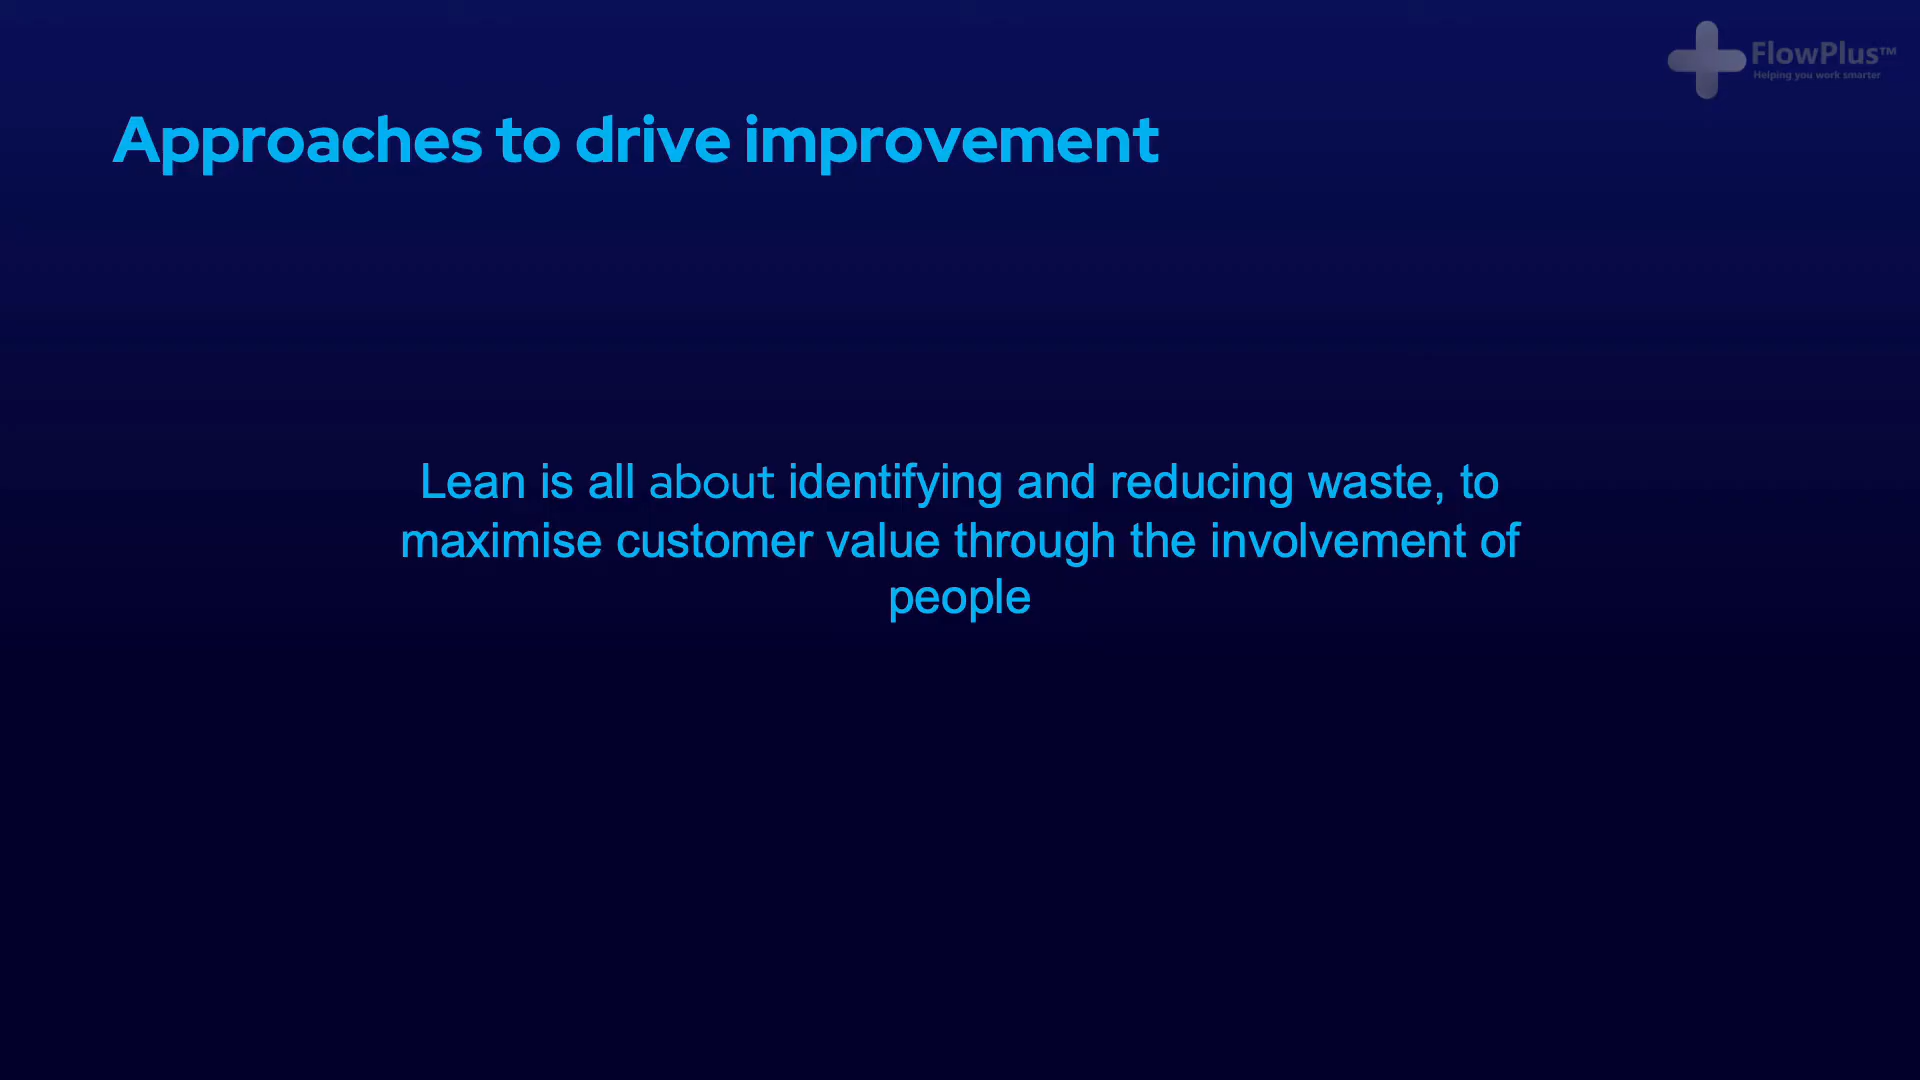 FlowPlus™
Helping you work smarter
Approaches to drive improvement
Lean is all about identifying and reducing waste, to
maximise customer value through the involvement of
people